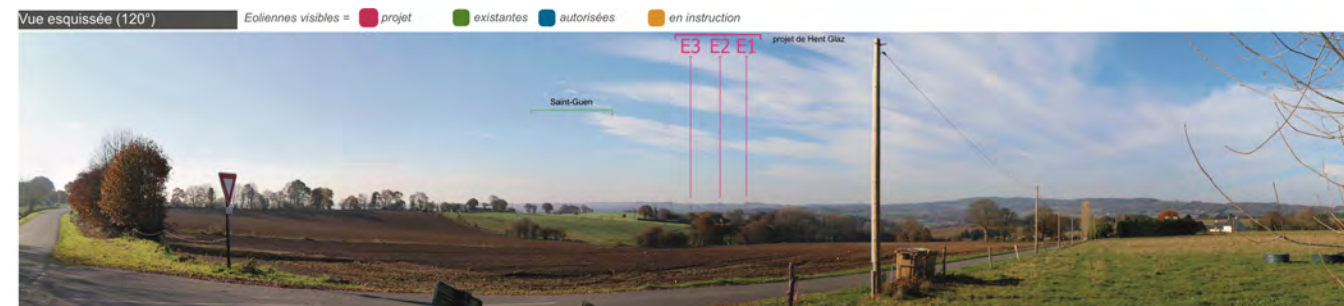 Vue esquissée (120°)
Eoliennes visibles = projet existantes autorisées en instruction
E3 E2 E1 projet de Hent Glaz
Saint-Guen